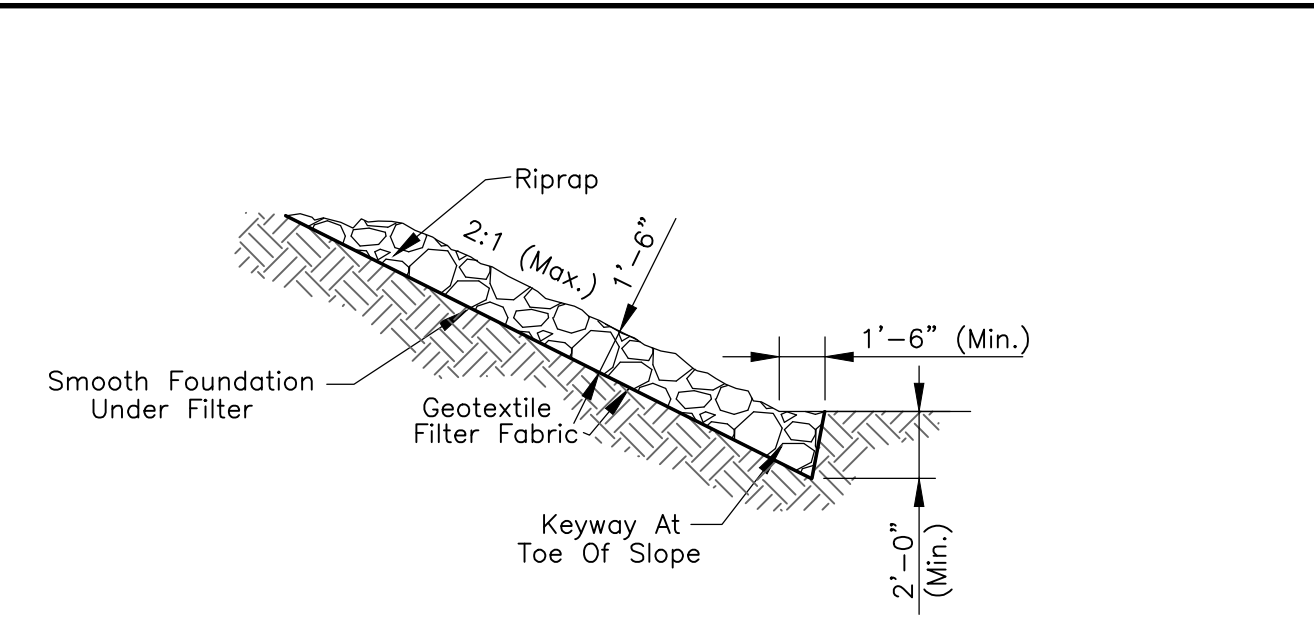 Riprap
2:1 (Max.)
1'-6"
1'-6" (Min.)
Smooth Foundation
Under Filter
Geotextile
Filter Fabric
Keyway At
Toe Of Slope
2'-0"
(Min.)